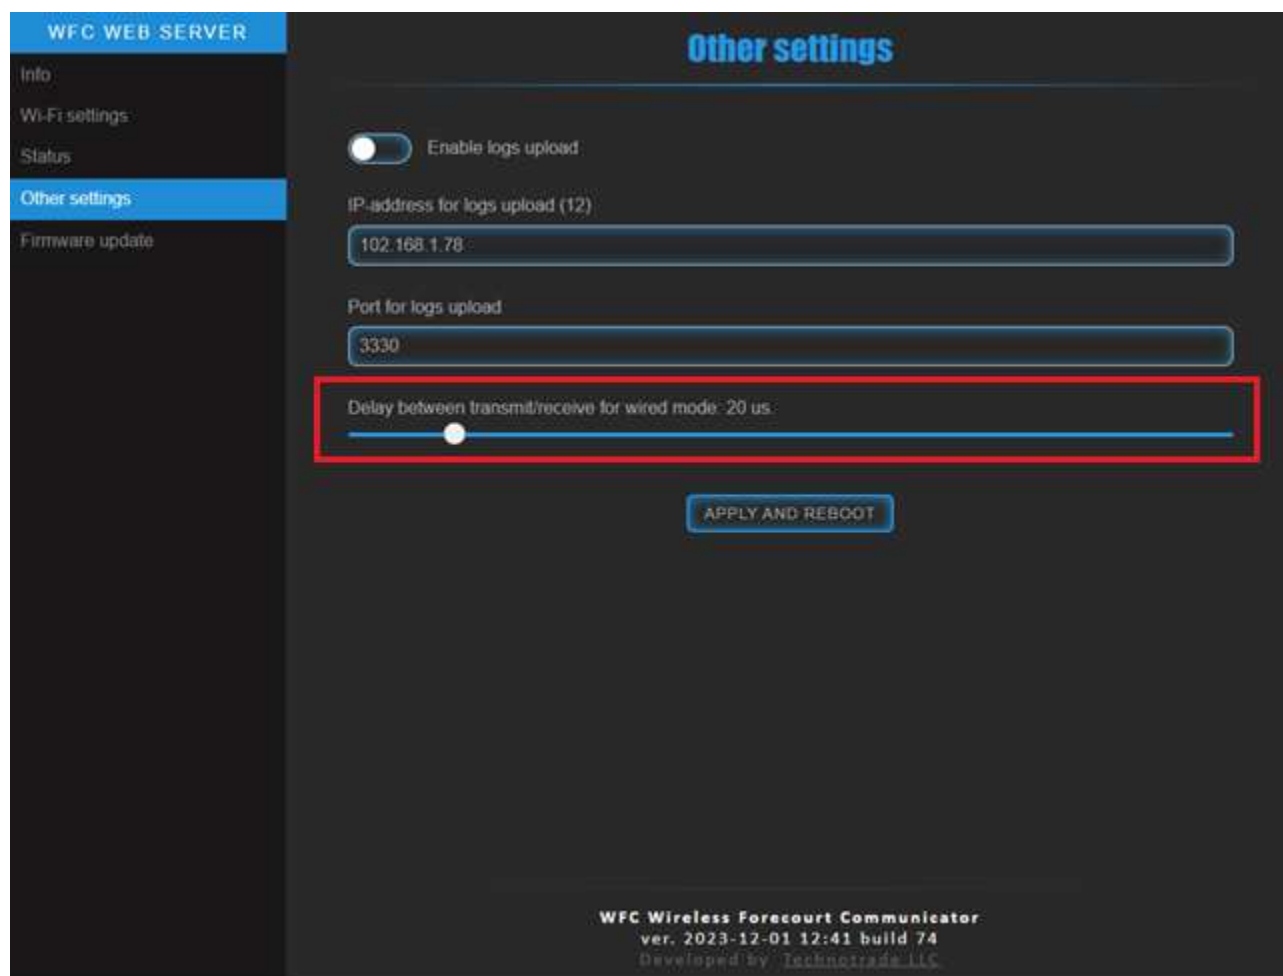 WFC WEB SERVER
Info
Wi-Fi settings
Status
Other settings
Firmware update
Other settings
Enable logs upload
IP-address for logs upload (12)
102.168.1.78
Port for logs upload
3330
Delay between transmit/receive for wired mode: 20 us
APPLY AND REBOOT
WFC Wireless Forecourt Communicator
ver. 2023-12-01 12:41 build 74
Developed by Technotrade LLC